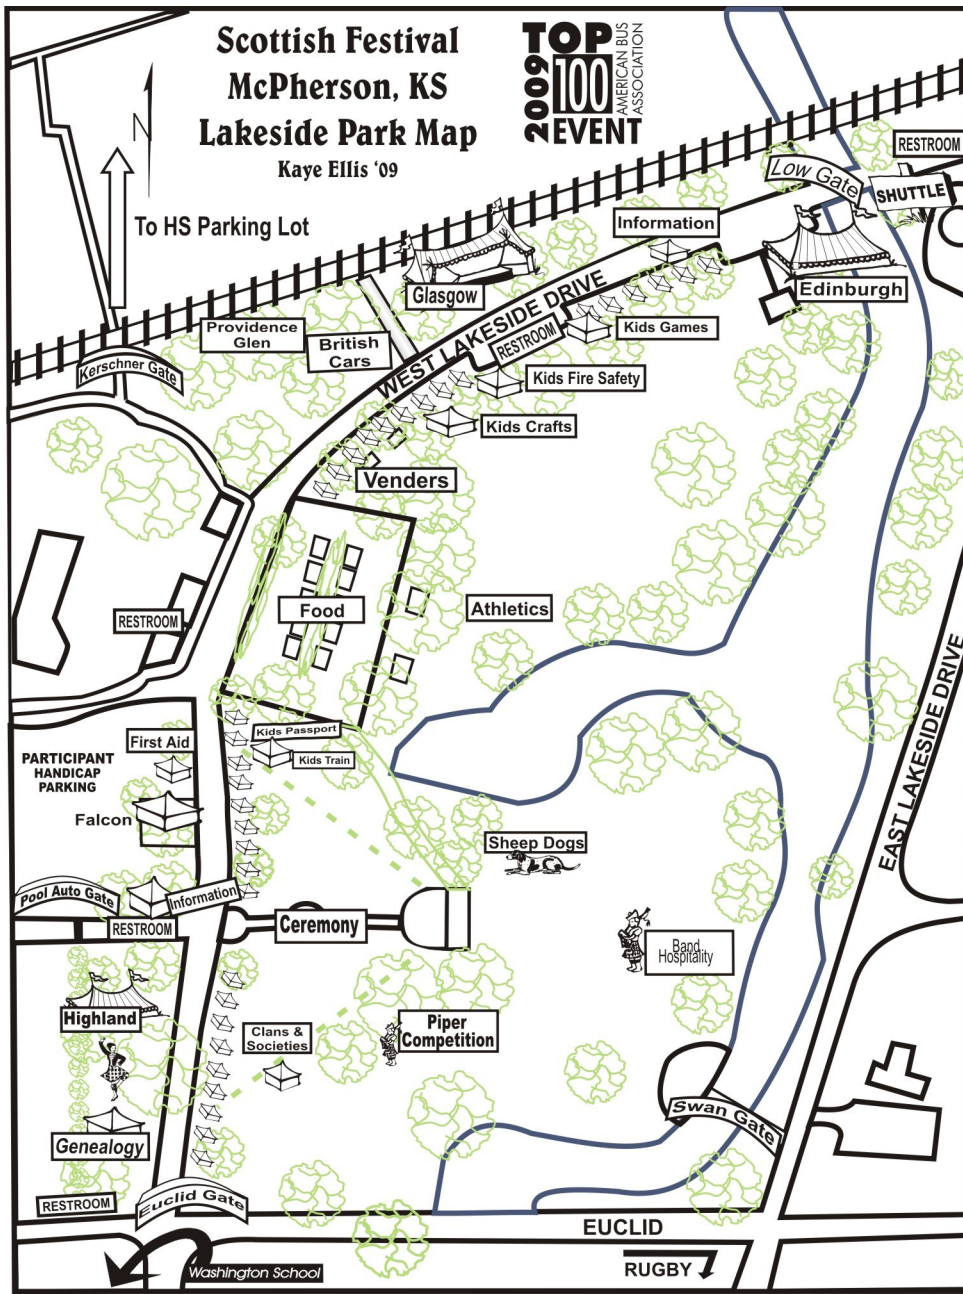 Scottish Festival
McPherson, KS
Lakeside Park Map
Kaye Ellis '09
2009
TOP
100
EVENT
AMERICAN BUS
ASSOCIATION
N
To HS Parking Lot
RESTROOM
Low Gate
SHUTTLE
Information
Edinburgh
Glasgow
Providence
Glen
British
Cars
WEST LAKESIDE DRIVE
RESTROOM
Kids Games
Kerschner Gate
Kids Fire Safety
Kids Crafts
Venders
Food
Athletics
RESTROOM
EAST LAKESIDE DRIVE
First Aid
Kids Passport
Kids Train
PARTICIPANT
HANDICAP
PARKING
Falcon
Sheep Dogs
Pool Auto Gate
Information
RESTROOM
Ceremony
Band
Hospitality
Highland
Clans &
Societies
Piper
Competition
Swan Gate
Genealogy
RESTROOM
Euclid Gate
EUCLID
Washington School
RUGBY